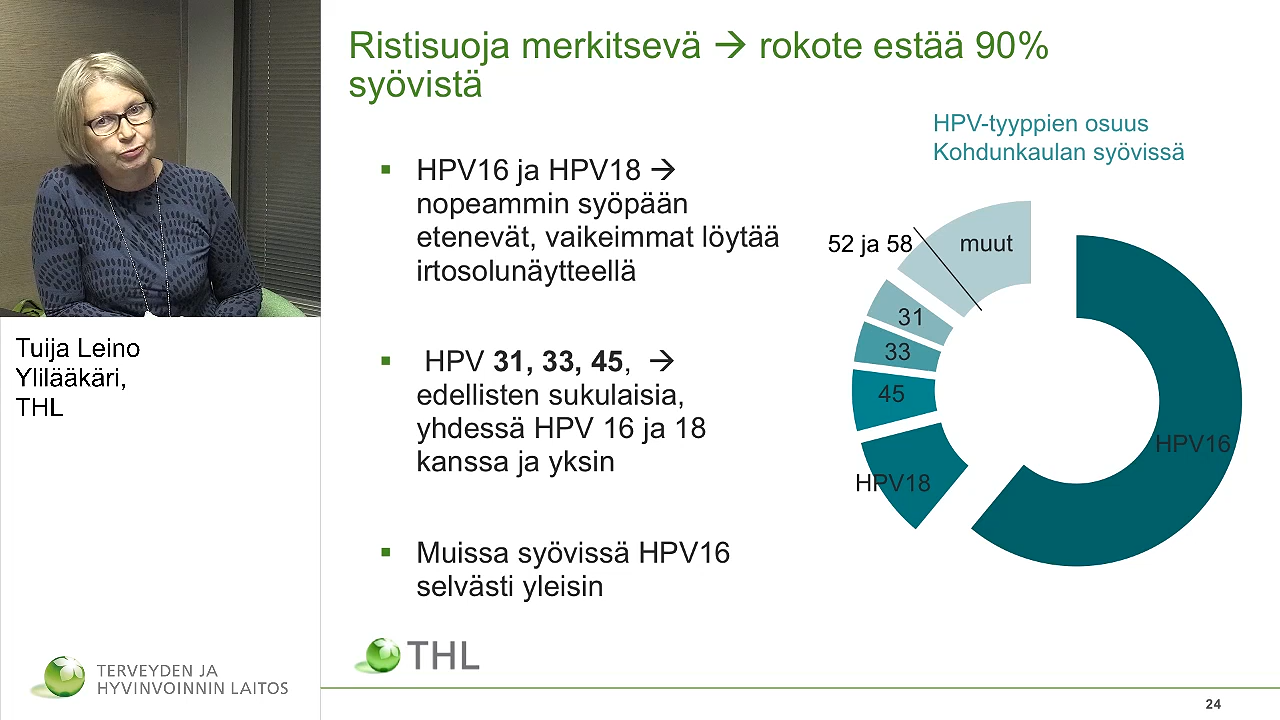 Ristisuoja merkitsevä → rokote estää 90%
syövistä
HPV-tyyppien osuus
Kohdunkaulan syövissä
▪ HPV16 ja HPV18 →
nopeammin syöpään
etenevät, vaikeimmat löytää
irtosolunäytteellä
▪ HPV 31, 33, 45, →
edellisten sukulaisia,
yhdessä HPV 16 ja 18
kanssa ja yksin
▪ Muissa syövissä HPV16
selvästi yleisin
52 ja 58
muut
31
33
45
HPV18
HPV16
Tuija Leino
Ylilääkäri,
THL
TERVEYDEN JA
HYVINVOINNIN LAITOS
THL
24